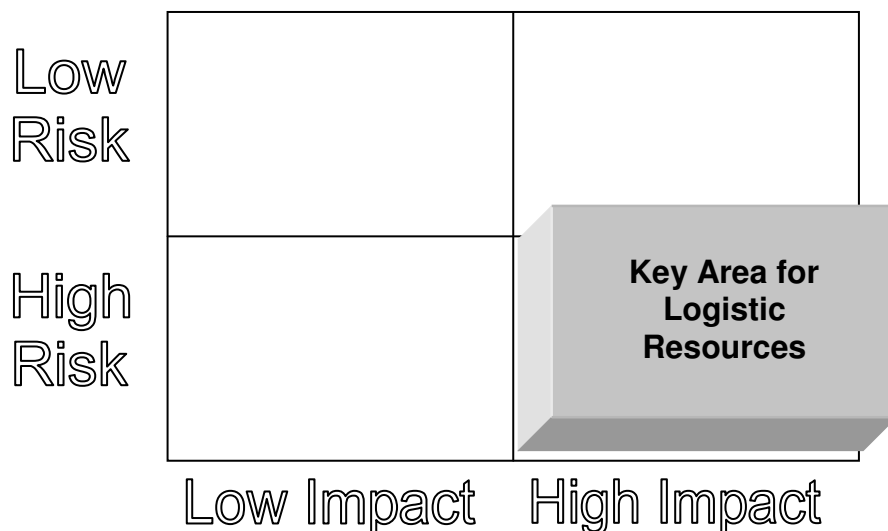 Low
Risk
Key Area for
Logistic
Resources
High
Risk
Low Impact
High Impact